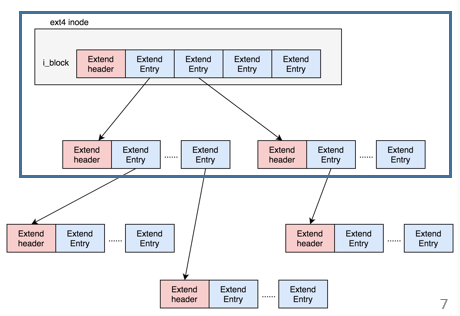 ext4 inode
i_block
Extend header
Extend Entry
Extend Entry
Extend Entry
Extend Entry
Extend header
Extend Entry
......
Extend Entry
Extend header
Extend Entry
......
Extend Entry
Extend header
Extend Entry
......
Extend Entry
Extend header
Extend Entry
......
Extend Entry
Extend header
Extend Entry
......
Extend Entry
7